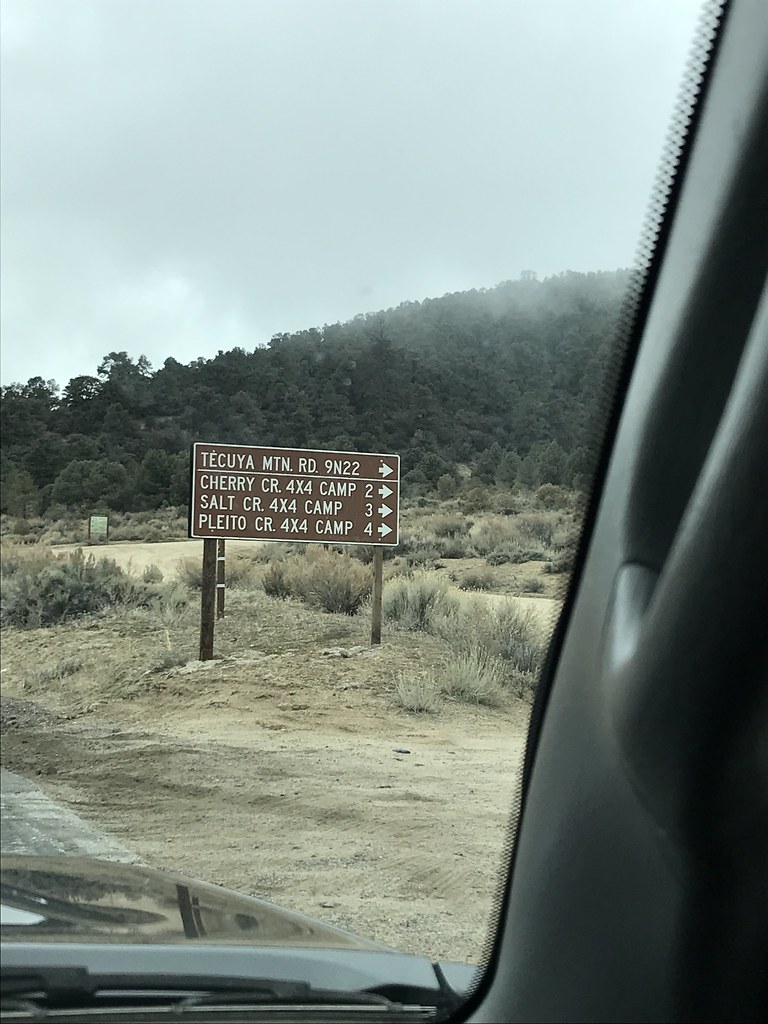 TECUYA MTN. RD. 9N22 →
CHERRY CR. 4X4 CAMP 2 →
SALT CR. 4X4 CAMP 3 →
PLEITO CR. 4X4 CAMP 4 →